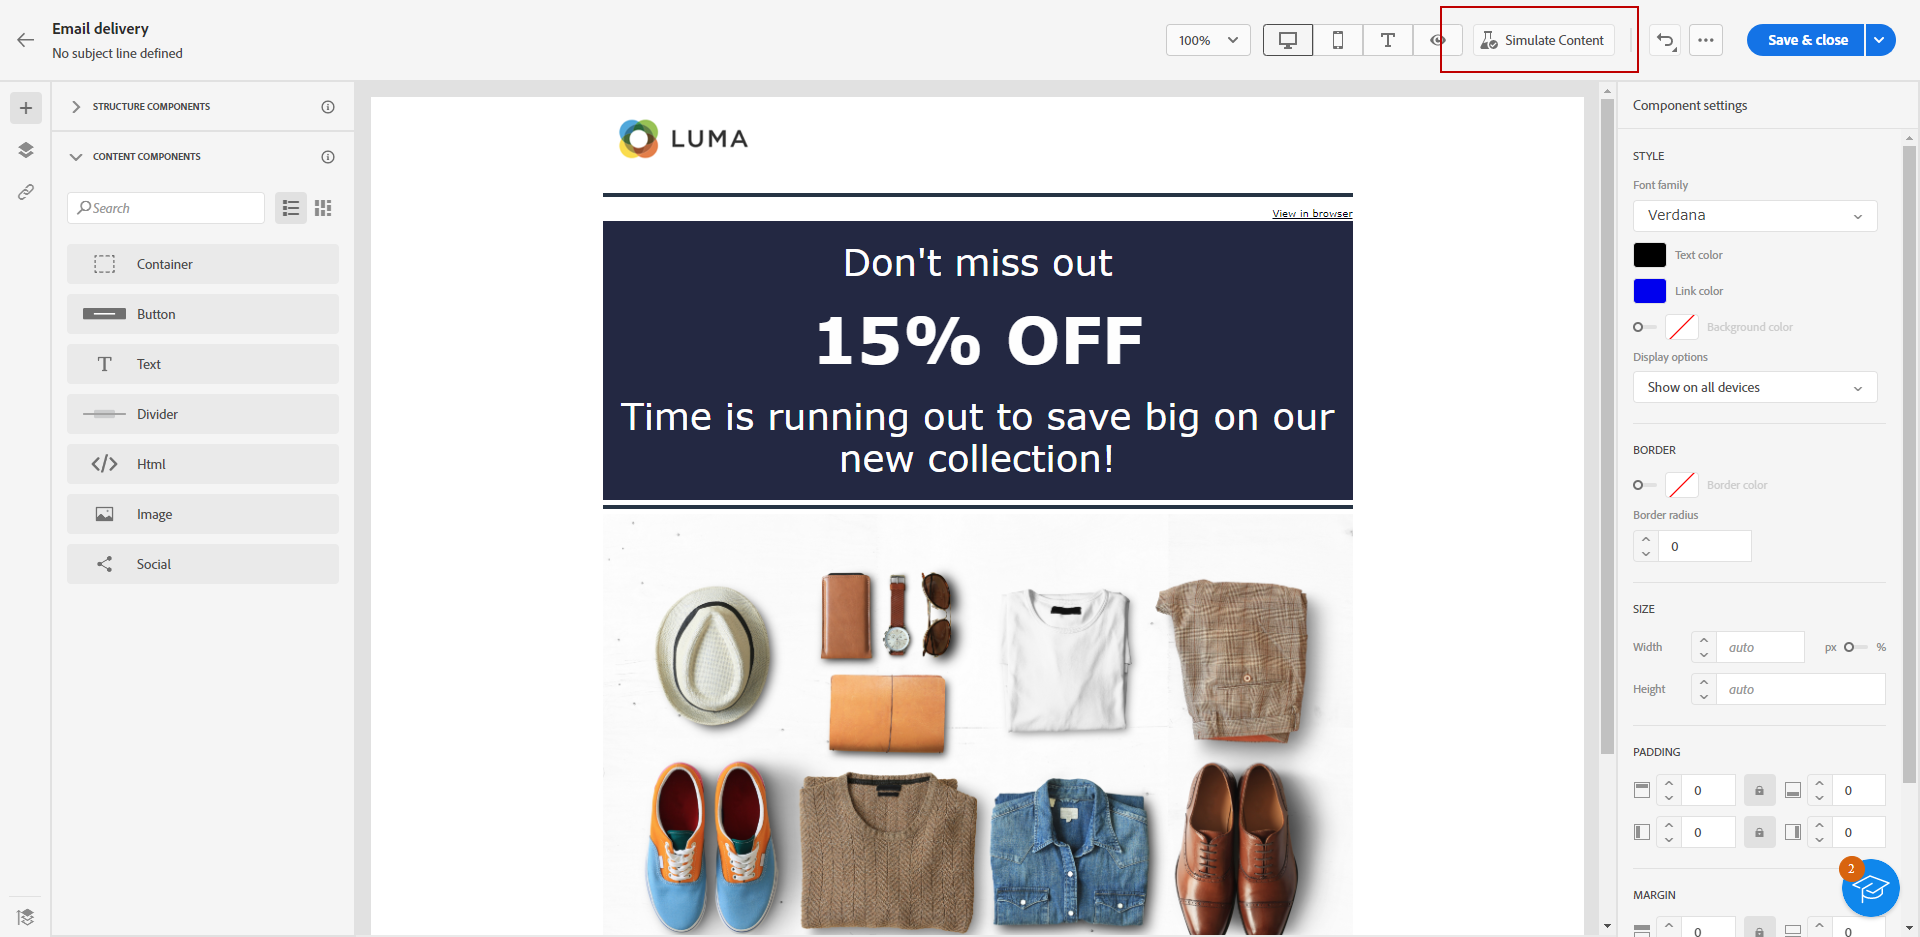 Email delivery
No subject line defined
100%
Simulate Content
Save & close
STRUCTURE COMPONENTS
CONTENT COMPONENTS
Search
Container
Button
Text
Divider
Html
Image
Social
LUMA
View in browser
Don't miss out
15% OFF
Time is running out to save big on our
new collection!
Component settings
STYLE
Font family
Verdana
Text color
Link color
Background color
Display options
Show on all devices
BORDER
Border color
Border radius
0
SIZE
Width
auto
px
%
Height
auto
PADDING
0
0
0
0
2
MARGIN
0
0